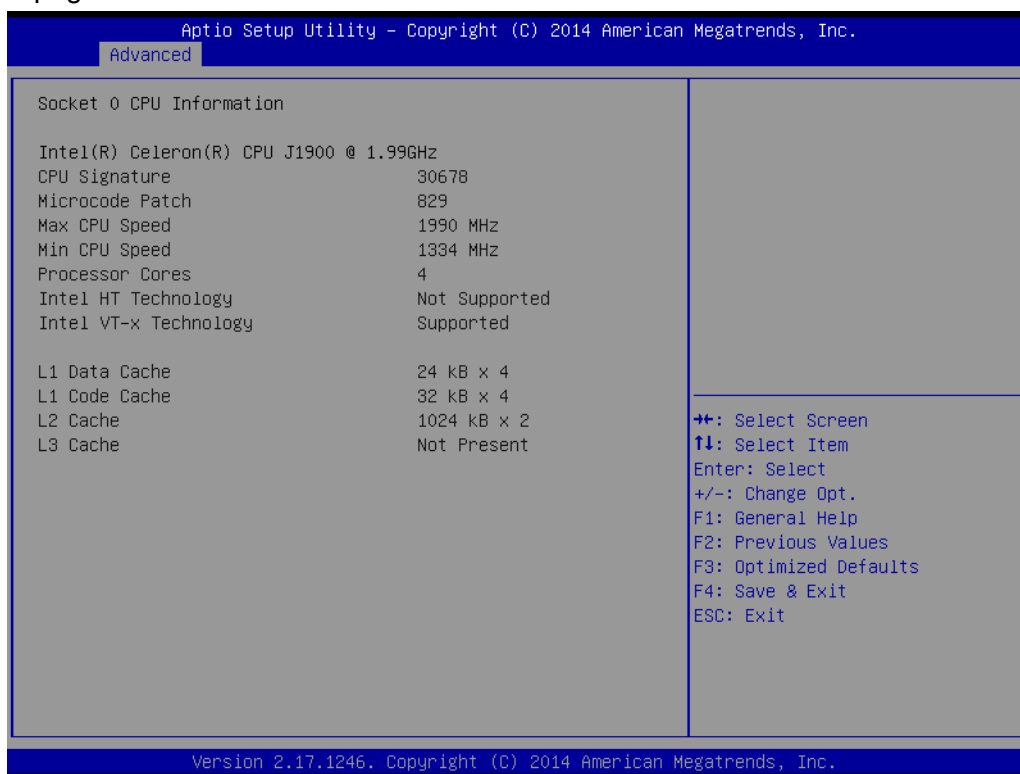 Aptio Setup Utility – Copyright (C) 2014 American Megatrends, Inc.
Advanced
Socket 0 CPU Information
Intel(R) Celeron(R) CPU J1900 @ 1.99GHz
CPU Signature 30678
Microcode Patch 829
Max CPU Speed 1990 MHz
Min CPU Speed 1334 MHz
Processor Cores 4
Intel HT Technology Not Supported
Intel VT-x Technology Supported
L1 Data Cache 24 kB x 4
L1 Code Cache 32 kB x 4
L2 Cache 1024 kB x 2
L3 Cache Not Present
→←: Select Screen
↑↓: Select Item
Enter: Select
+/-: Change Opt.
F1: General Help
F2: Previous Values
F3: Optimized Defaults
F4: Save & Exit
ESC: Exit
Version 2.17.1246. Copyright (C) 2014 American Megatrends, Inc.